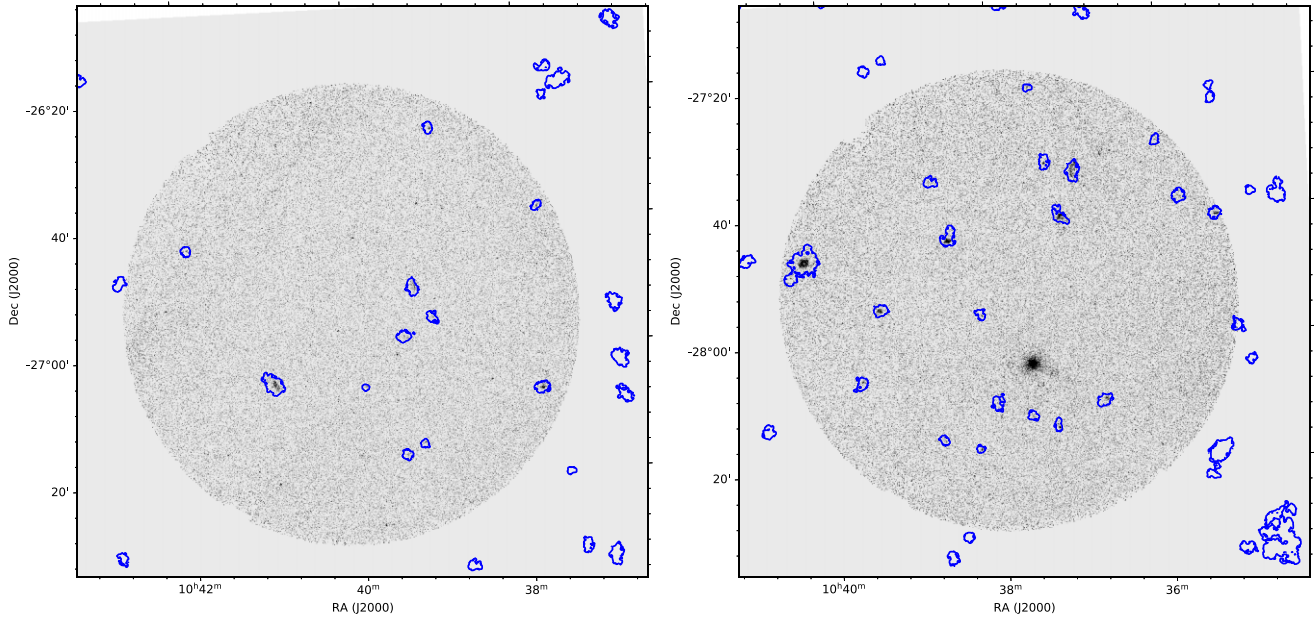 Dec (J2000)
-26°20'
40'
-27°00'
20'
10ʰ42ᵐ
40ᵐ
38ᵐ
RA (J2000)
Dec (J2000)
-27°20'
40'
-28°00'
20'
10ʰ40ᵐ
38ᵐ
36ᵐ
RA (J2000)